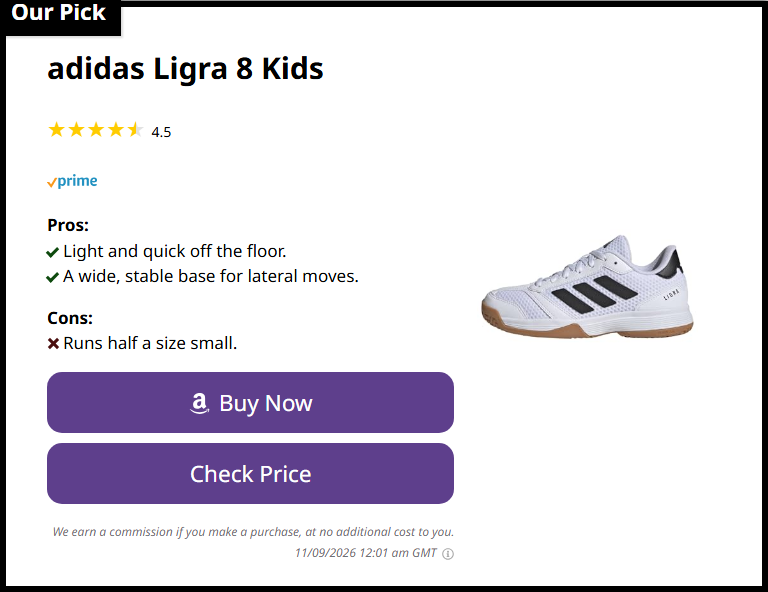 Our Pick
adidas Ligra 8 Kids
4.5
prime
Pros:
Light and quick off the floor.
A wide, stable base for lateral moves.
Cons:
Runs half a size small.
LIGRE
Buy Now
Check Price
We earn a commission if you make a purchase, at no additional cost to you.
11/09/2026 12:01 am GMT